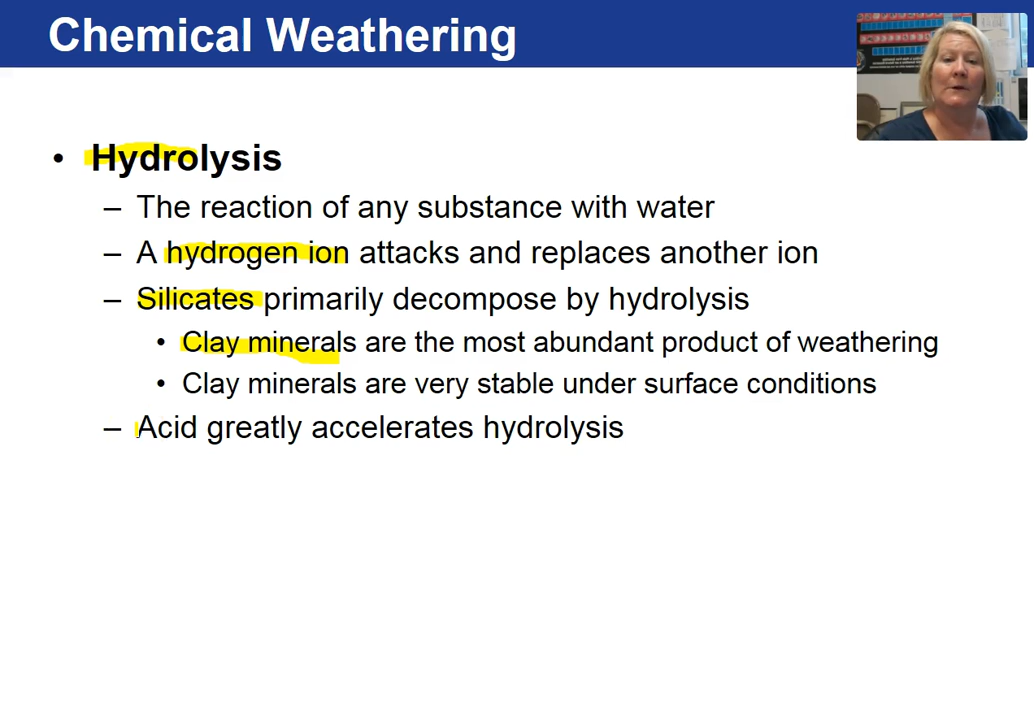 Chemical Weathering
• Hydrolysis
– The reaction of any substance with water
– A hydrogen ion attacks and replaces another ion
– Silicates primarily decompose by hydrolysis
• Clay minerals are the most abundant product of weathering
• Clay minerals are very stable under surface conditions
– Acid greatly accelerates hydrolysis